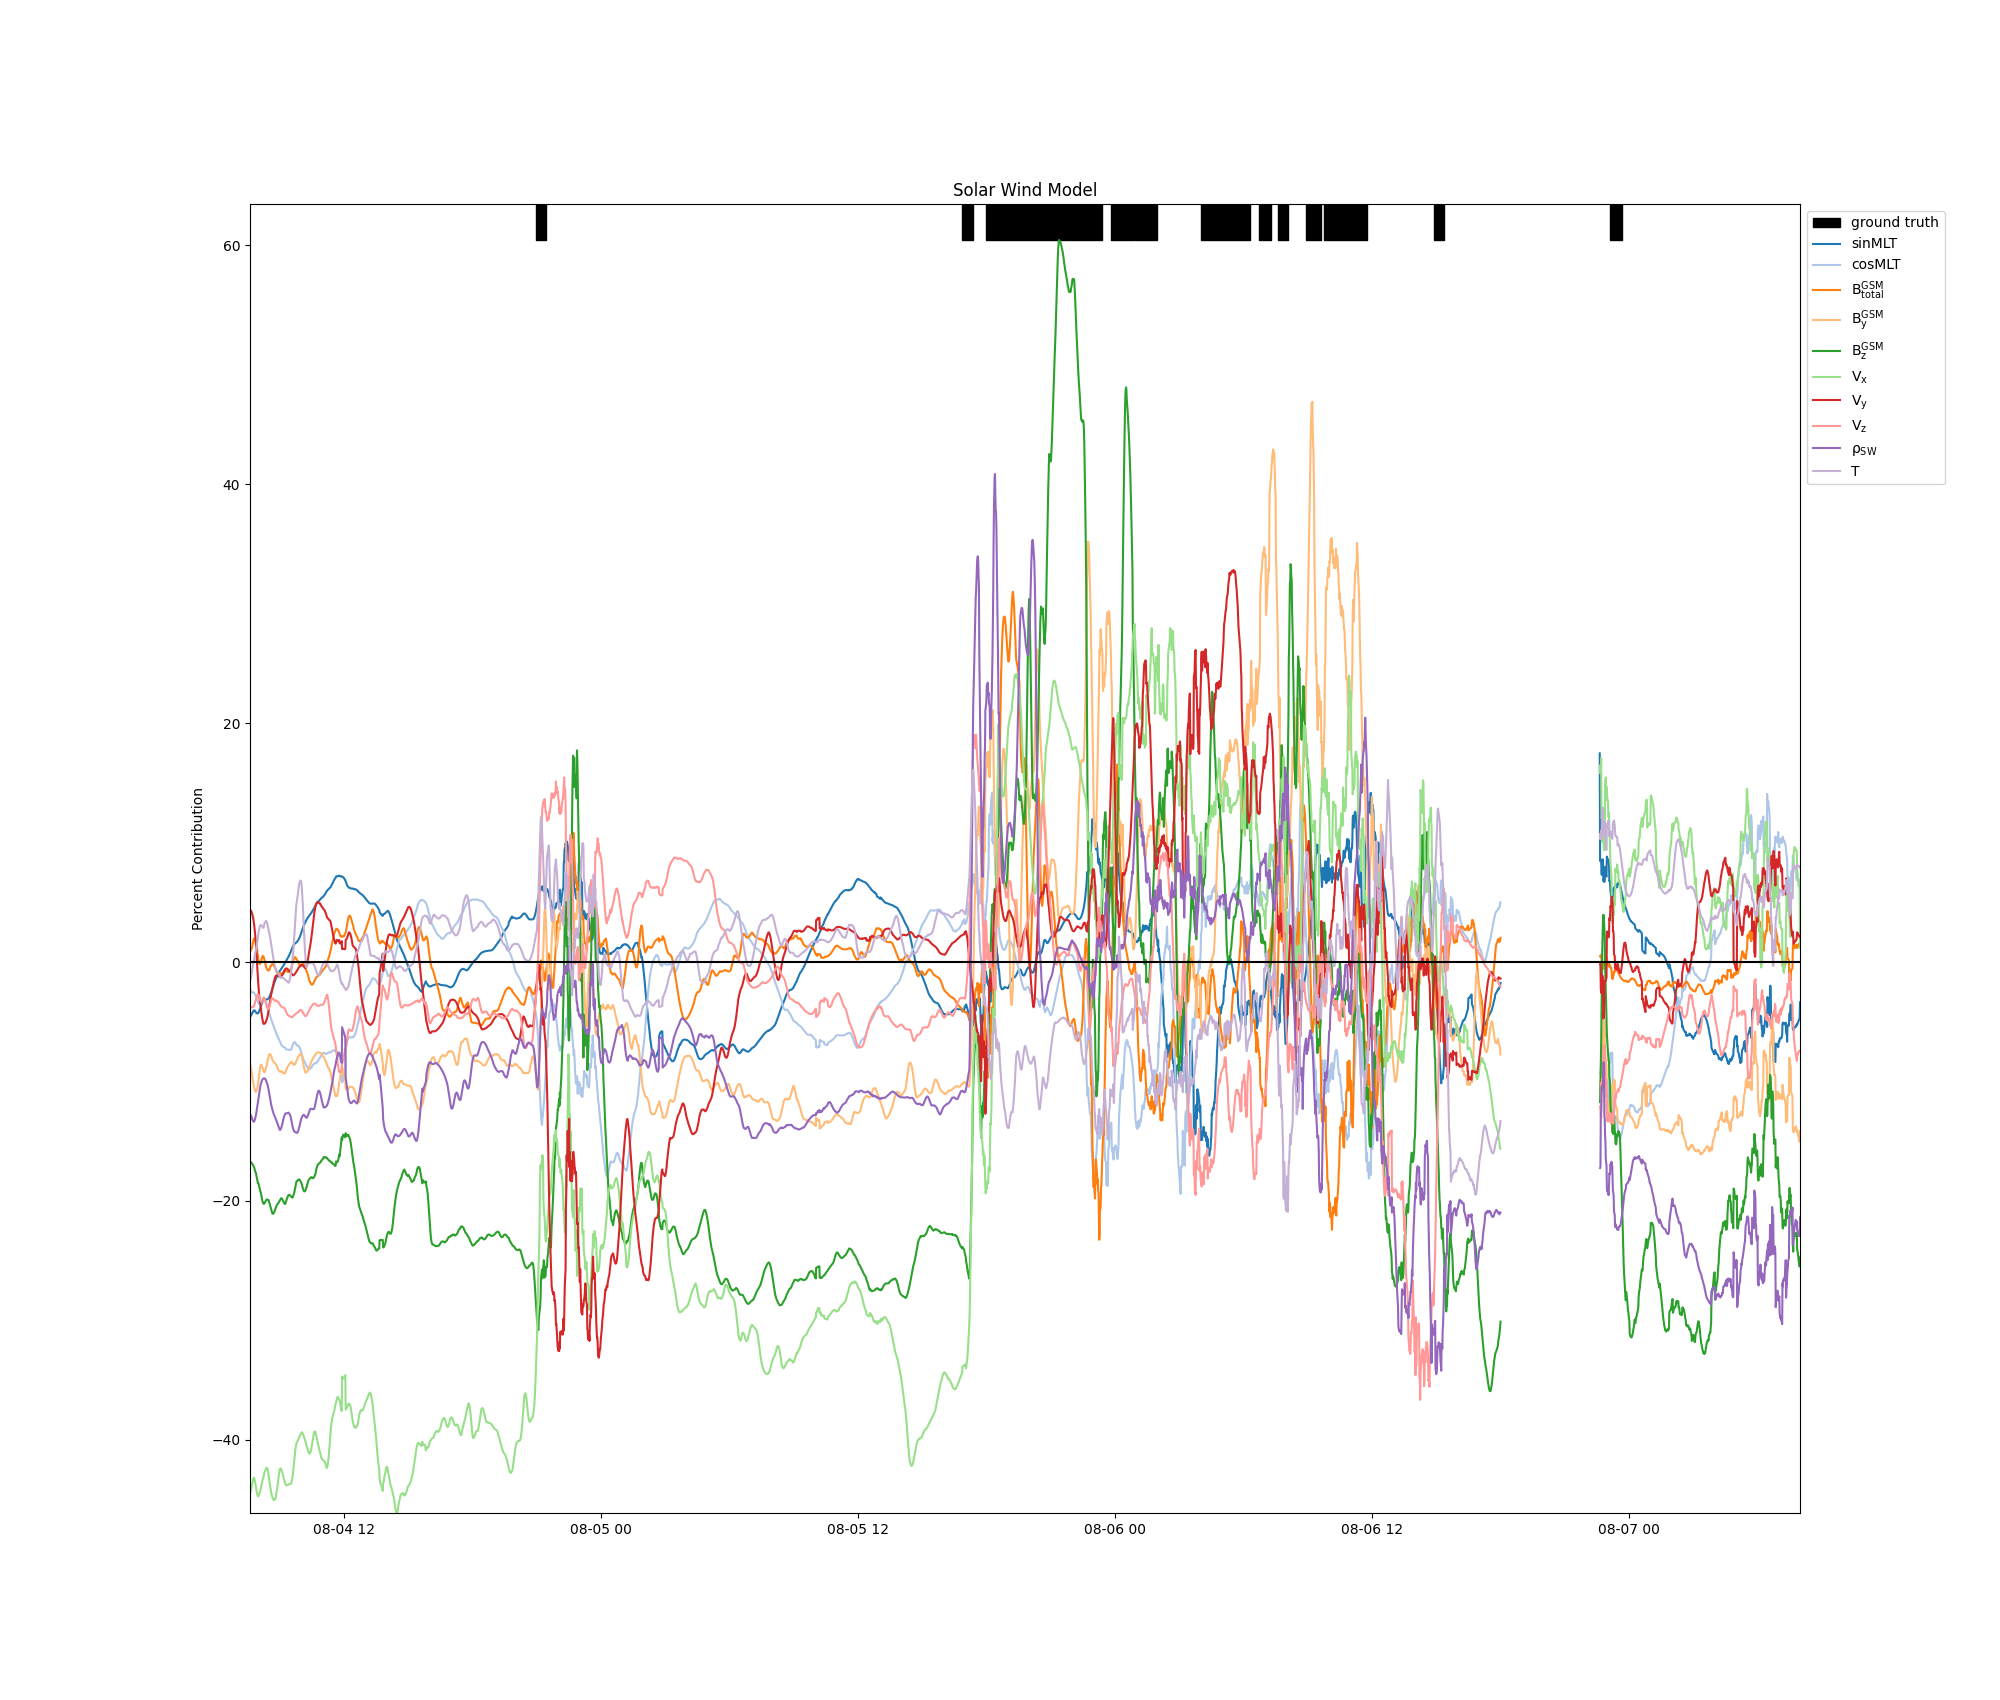 Solar Wind Model
Percent Contribution
60
40
20
0
−20
−40
08-04 12
08-05 00
08-05 12
08-06 00
08-06 12
08-07 00
ground truth
sinMLT
cosMLT
B_total^GSM
B_y^GSM
B_z^GSM
V_x
V_y
V_z
ρ_SW
T